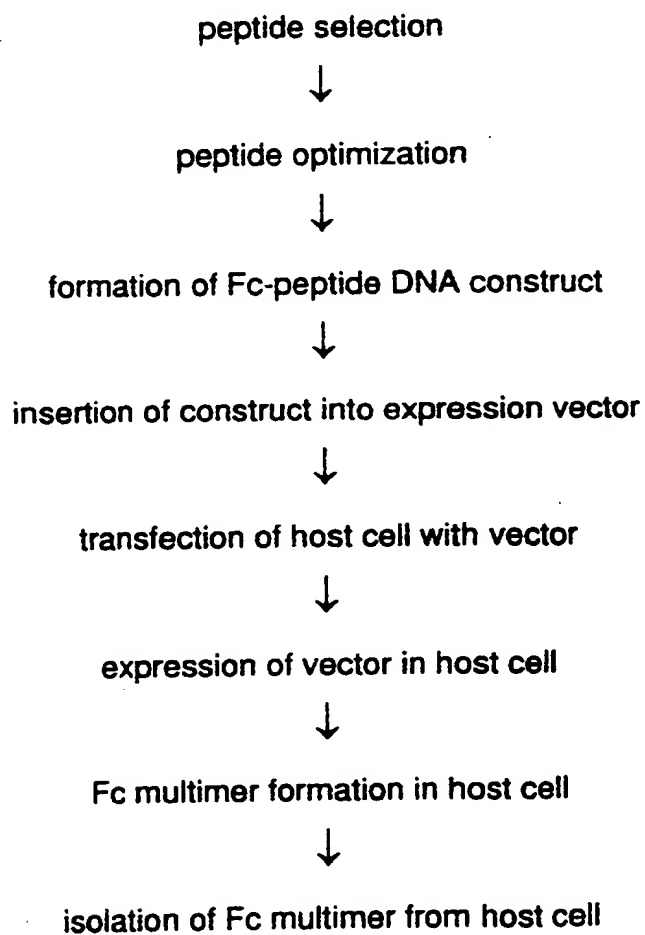 peptide selection
↓
peptide optimization
↓
formation of Fc-peptide DNA construct
↓
insertion of construct into expression vector
↓
transfection of host cell with vector
↓
expression of vector in host cell
↓
Fc multimer formation in host cell
↓
isolation of Fc multimer from host cell